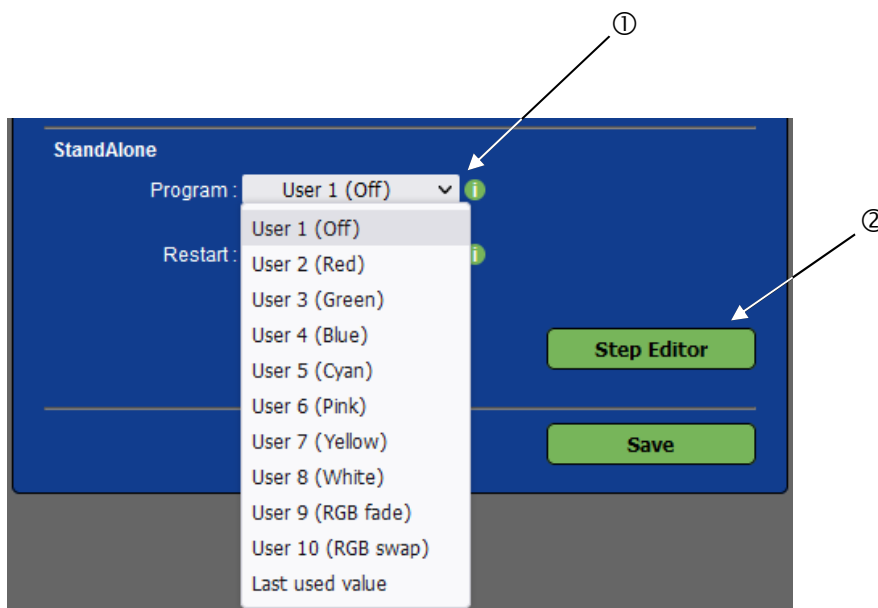 ①
StandAlone
Program : User 1 (Off) i
User 1 (Off)
②
Restart : i
User 2 (Red)
User 3 (Green)
User 4 (Blue)
Step Editor
User 5 (Cyan)
User 6 (Pink)
User 7 (Yellow)
Save
User 8 (White)
User 9 (RGB fade)
User 10 (RGB swap)
Last used value